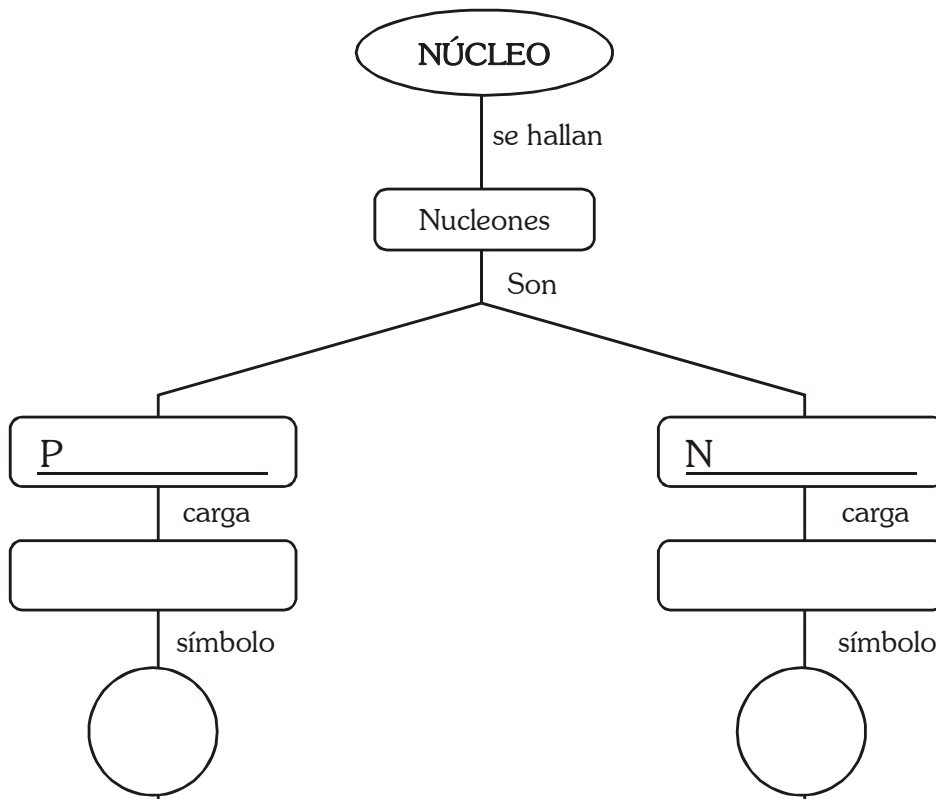 NÚCLEO
se hallan
Nucleones
Son
P
N
carga
carga
símbolo
símbolo